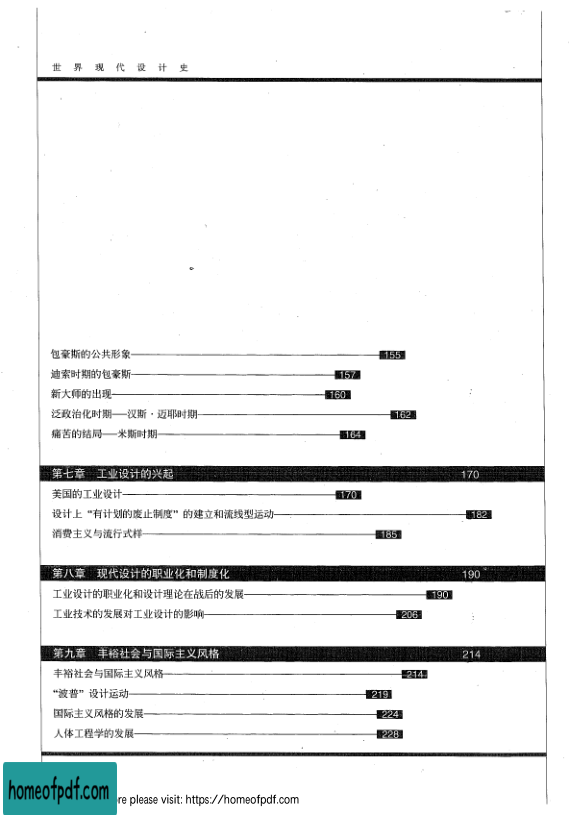 世界现代设计史
包豪斯的公共形象 155
迪索时期的包豪斯 157
新大师的出现 160
泛政治化时期——汉斯·迈耶时期 162
痛苦的结局——米斯时期 164
第七章 工业设计的兴起 170
美国的工业设计 170
设计上“有计划的废止制度”的建立和流线型运动 182
消费主义与流行式样 185
第八章 现代设计的职业化和制度化 190
工业设计的职业化和设计理论在战后的发展 190
工业技术的发展对工业设计的影响 206
第九章 丰裕社会与国际主义风格 214
丰裕社会与国际主义风格 214
“波普”设计运动 219
国际主义风格的发展 224
人体工程学的发展 228
homeofpdf.com
re please visit: https://homeofpdf.com